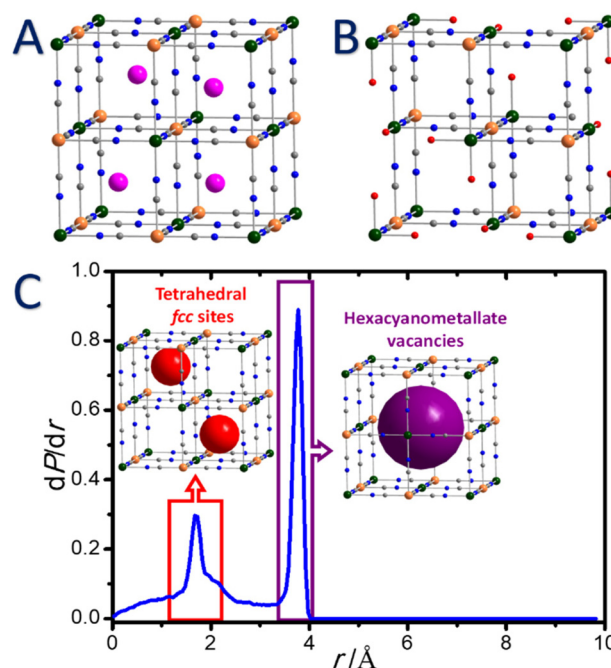 A
B
C
1.0
0.8
0.6
0.4
0.2
0.0
dP/dr
Tetrahedral
fcc sites
Hexacyanometallate
vacancies
0
2
4
6
8
10
r/Å